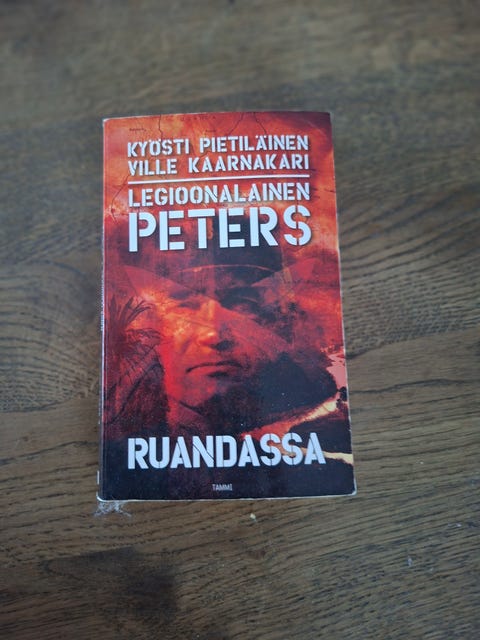 KYÖSTI PIETILÄINEN
VILLE KAARNAKARI
LEGIOONALAINEN
PETERS
RUANDASSA
TAMMI